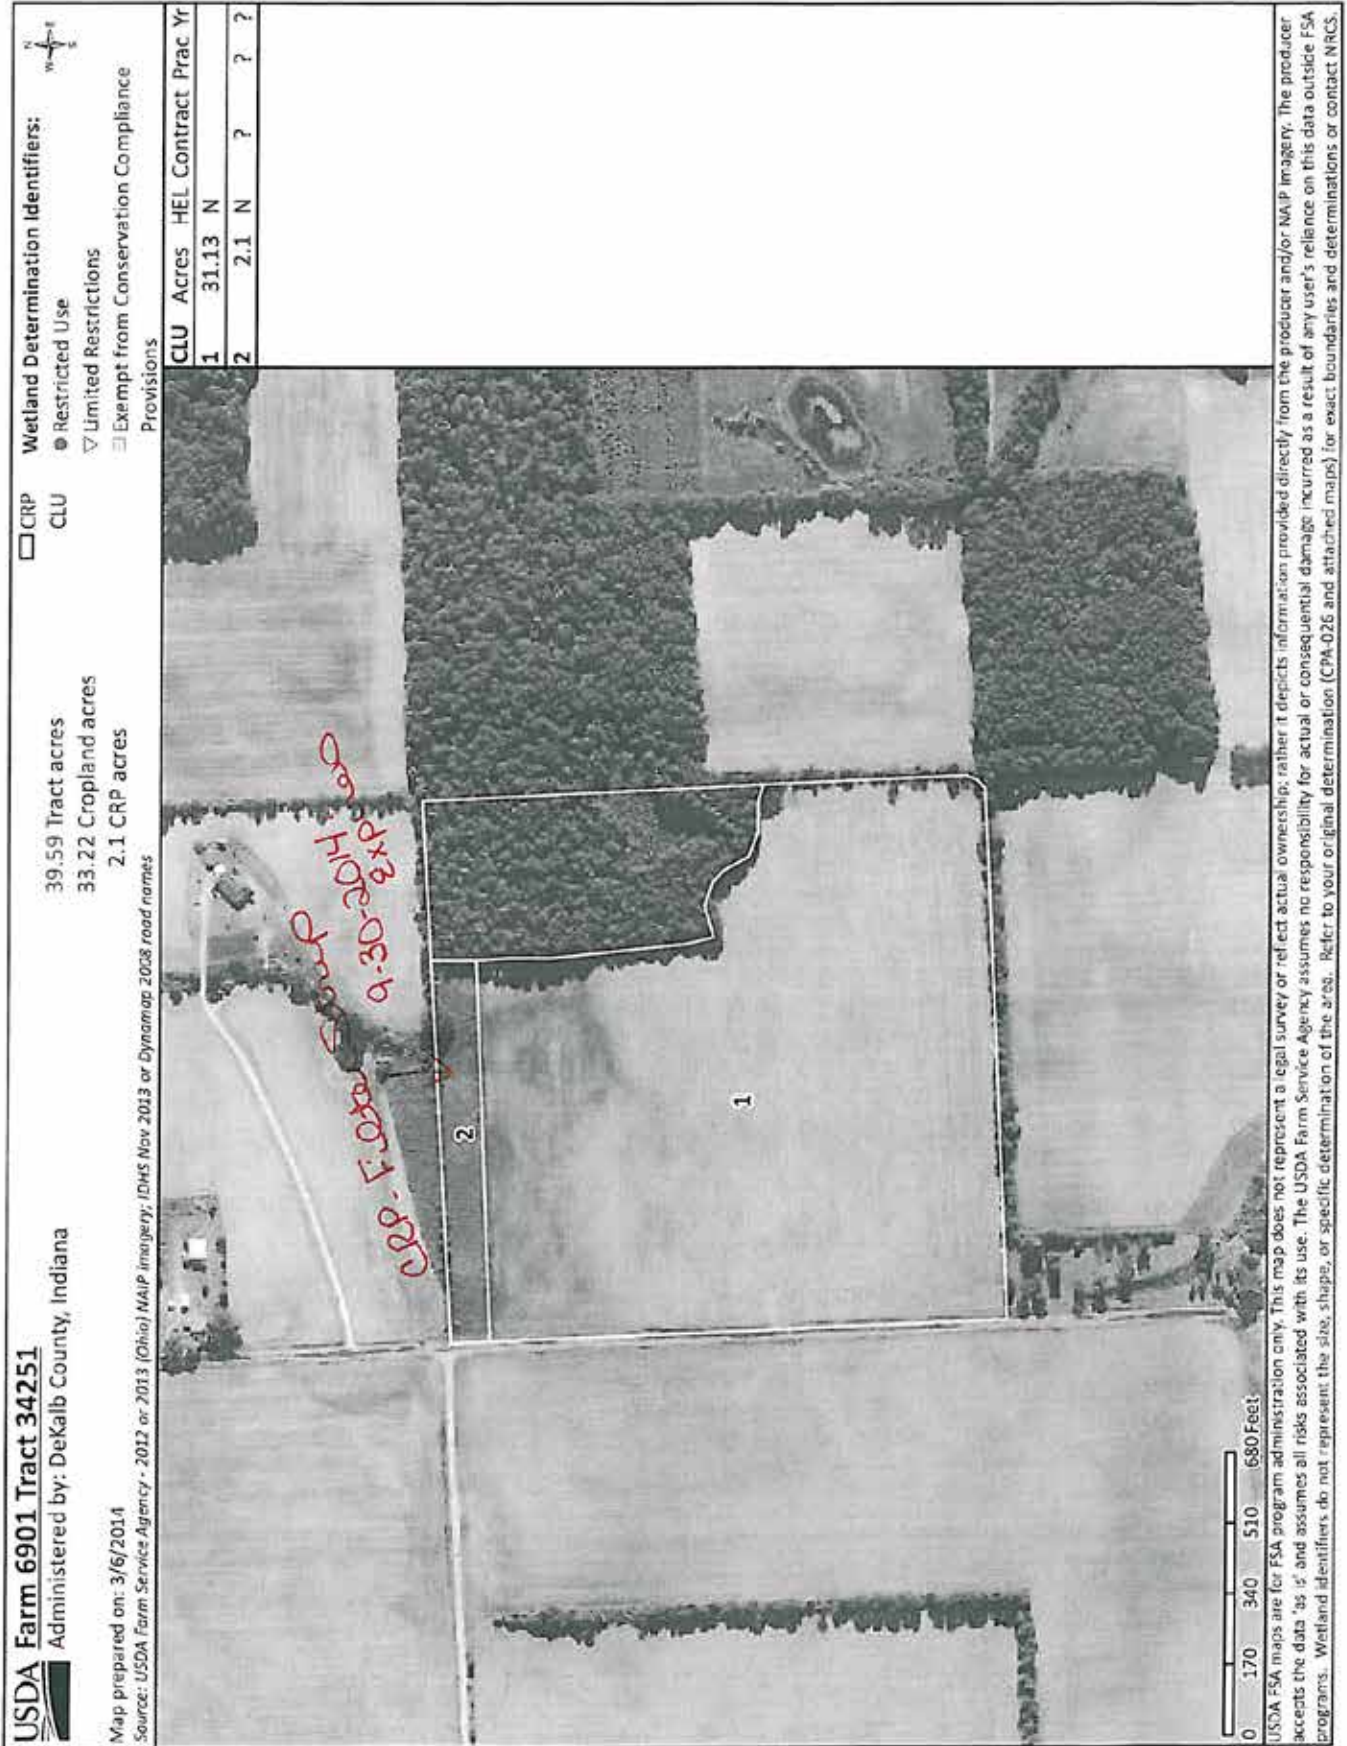 USDA Farm 6901 Tract 34251
Administered by: DeKalb County, Indiana
Map prepared on: 3/6/2014
Source: USDA Farm Service Agency - 2012 or 2013 (Ohio) NAIP imagery; IDHS Nov 2013 or Dynamap 2008 road names
39.59 Tract acres
33.22 Cropland acres
2.1 CRP acres
CRP
CLU
Wetland Determination Identifiers:
Restricted Use
Limited Restrictions
Exempt from Conservation Compliance
Provisions
N
W E
S
CLU Acres HEL Contract Prac Yr
1 31.13 N
2 2.1 N ? ? ?
CRP - Filter
9-30-2014
Exp
2
1
0 170 340 510 680 Feet
USDA FSA maps are for FSA program administration only. This map does not represent a legal survey or reflect actual ownership; rather it depicts information provided directly from the producer and/or NAIP imagery. The producer
accepts the data 'as is' and assumes all risks associated with its use. The USDA Farm Service Agency assumes no responsibility for actual or consequential damage incurred as a result of any user's reliance on this data outside FSA
programs. Wetland identifiers do not represent the size, shape, or specific determination of the area. Refer to your original determination (CPA-026 and attached maps) for exact boundaries and determinations or contact NRCS.